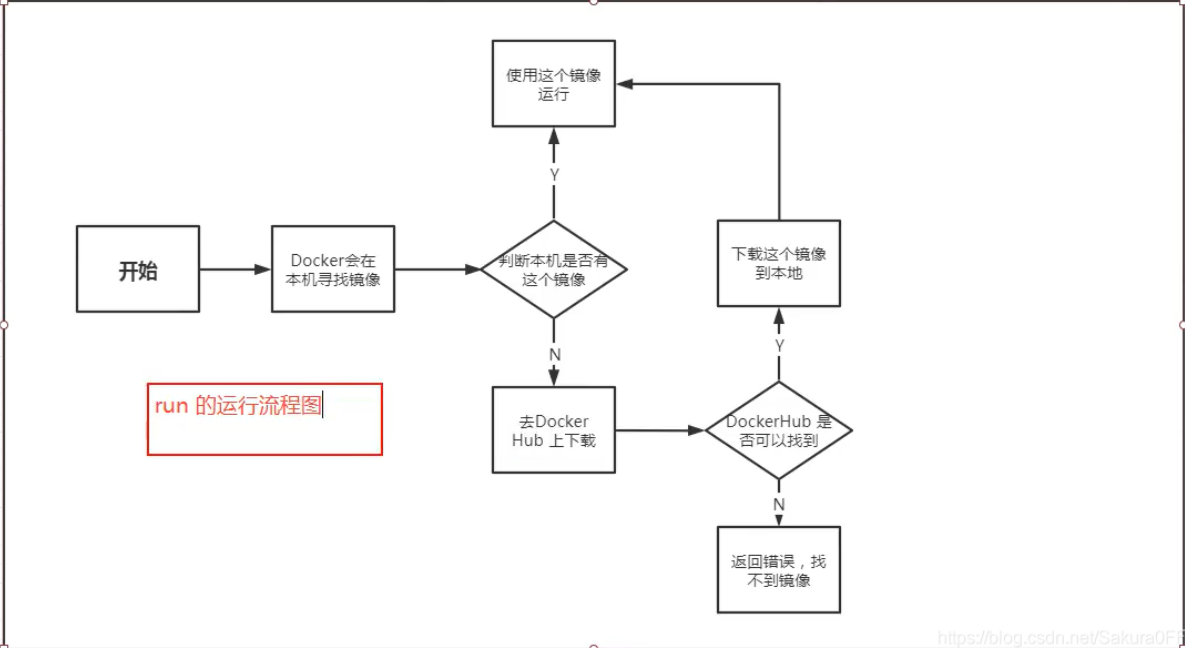 使用这个镜像
运行
Y
开始
Docker会在
本机寻找镜像
判断本机是否有
这个镜像
下载这个镜像
到本地
N
Y
run 的运行流程图
去Docker
Hub 上下载
DockerHub 是
否可以找到
N
返回错误，找
不到镜像
https://blog.csdn.net/Sakura0FF